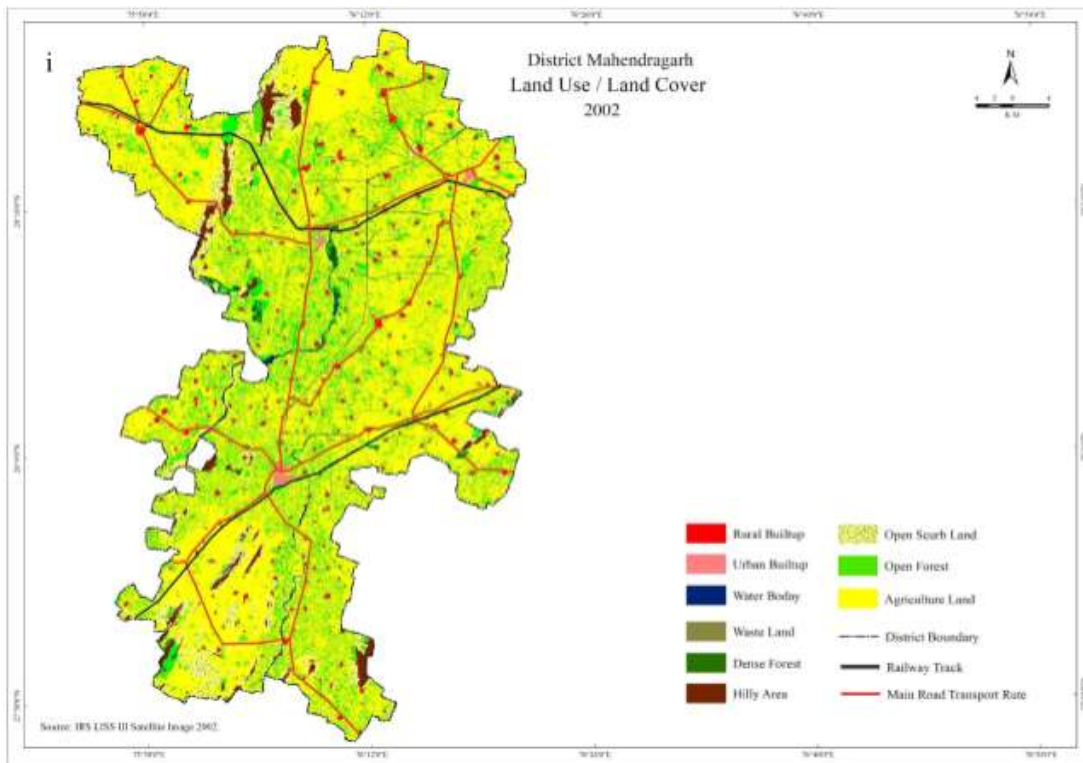 i
District Mahendragarh
Land Use / Land Cover
2002
N
Rural Builtup
Urban Builtup
Water Boday
Waste Land
Dense Forest
Hilly Area
Open Scurb Land
Open Forest
Agriculture Land
District Boundary
Railway Track
Main Road Transport Rute
Source: IRS LISS-III Satellite Image 2002.